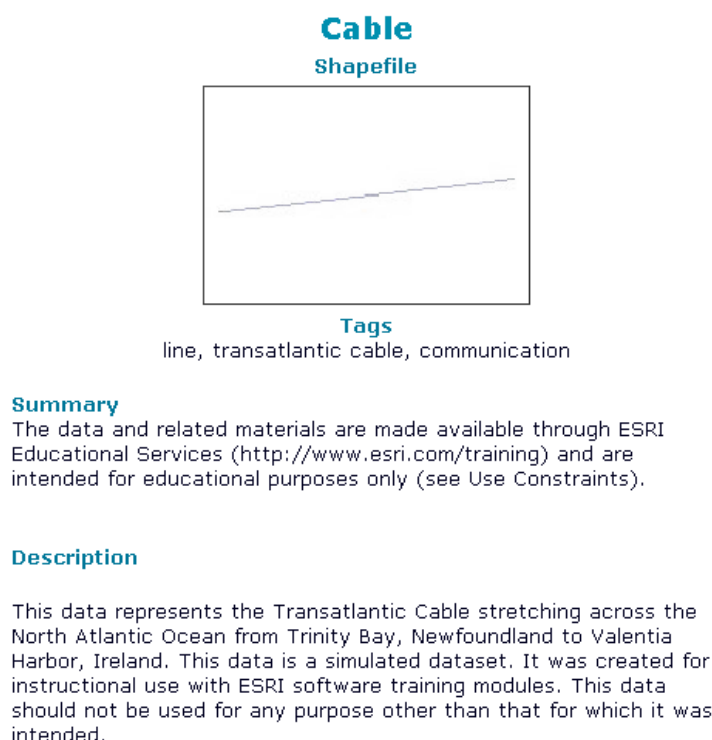 Cable
Shapefile
Tags
line, transatlantic cable, communication
Summary
The data and related materials are made available through ESRI
Educational Services (http://www.esri.com/training) and are
intended for educational purposes only (see Use Constraints).
Description
This data represents the Transatlantic Cable stretching across the
North Atlantic Ocean from Trinity Bay, Newfoundland to Valentia
Harbor, Ireland. This data is a simulated dataset. It was created for
instructional use with ESRI software training modules. This data
should not be used for any purpose other than that for which it was
intended.